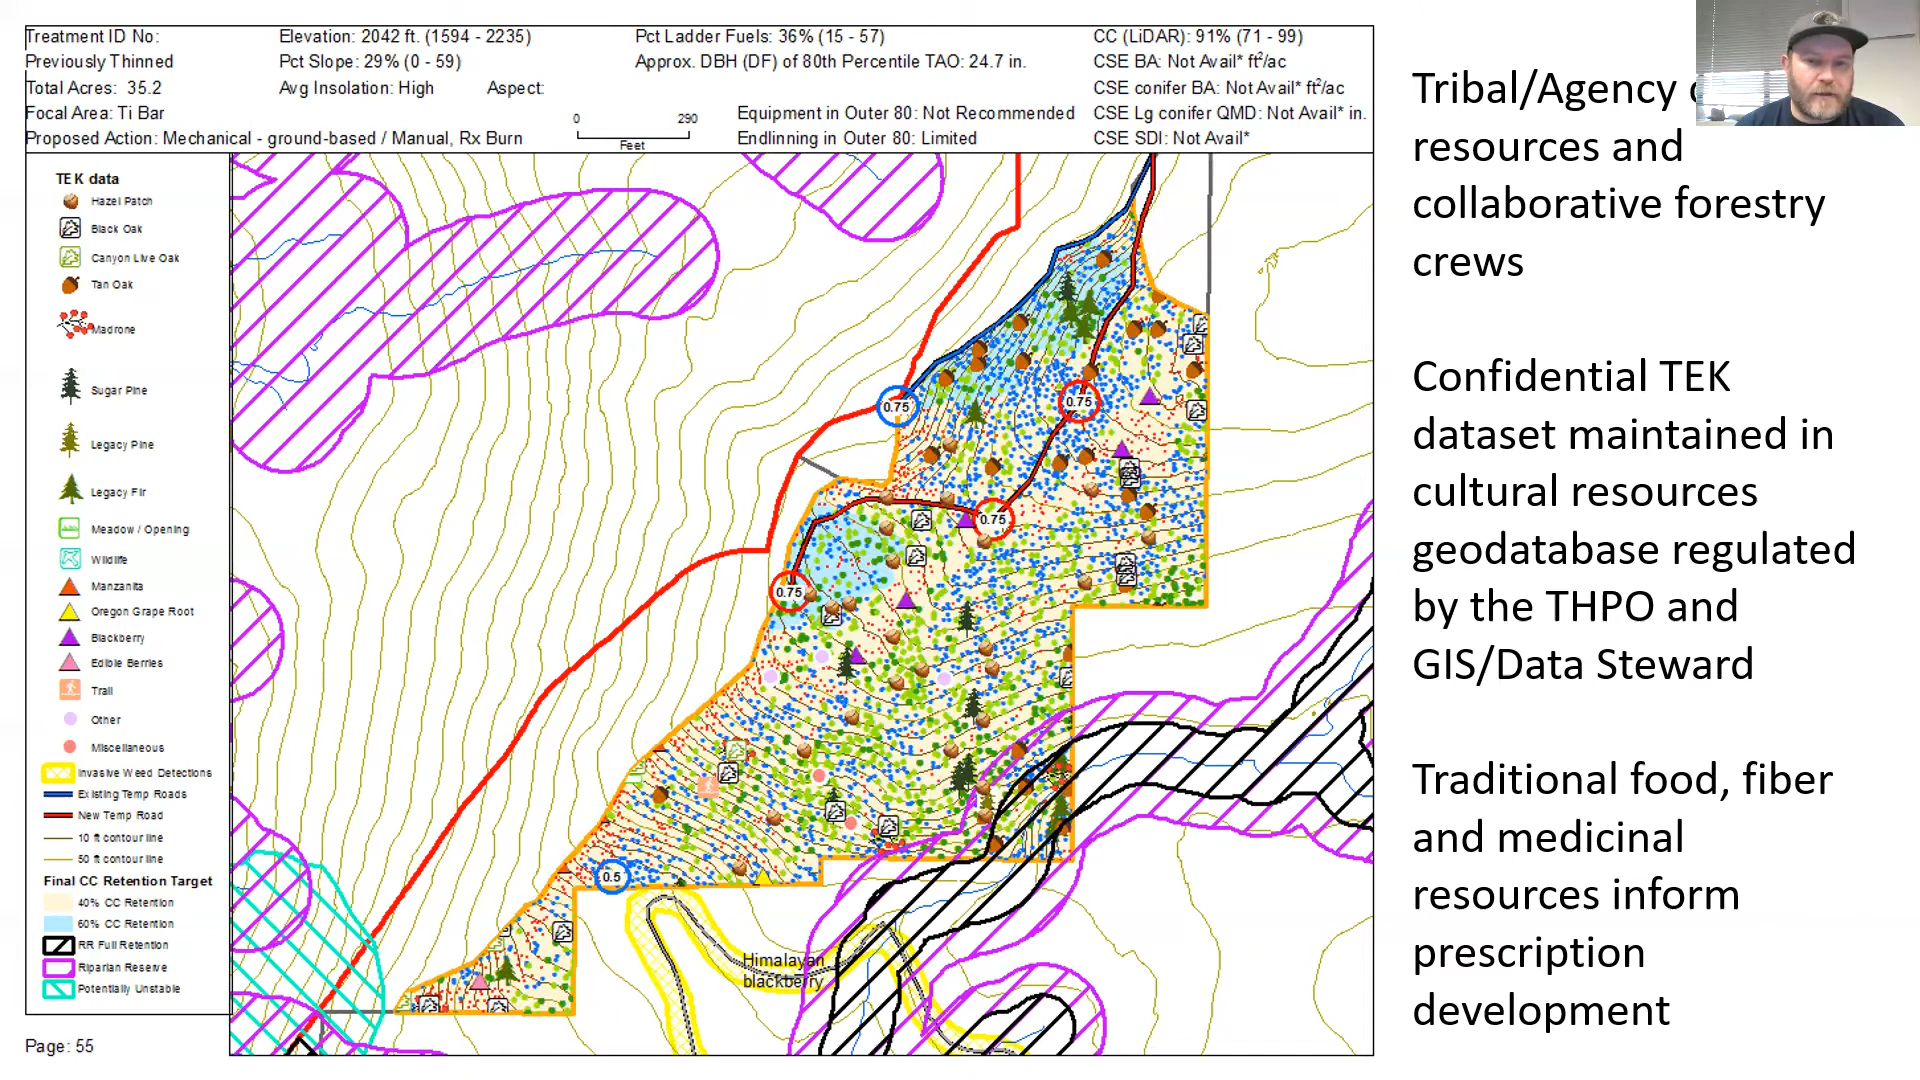 Treatment ID No:
Previously Thinned
Total Acres: 35.2
Focal Area: Ti Bar
Proposed Action: Mechanical - ground-based / Manual, Rx Burn
Elevation: 2042 ft. (1594 - 2235)
Pct Slope: 29% (0 - 59)
Avg Insolation: High
Aspect:
0 290
Feet
Pct Ladder Fuels: 36% (15 - 57)
Approx. DBH (DF) of 80th Percentile TAO: 24.7 in.
Equipment in Outer 80: Not Recommended
Endlinning in Outer 80: Limited
CC (LiDAR): 91% (71 - 99)
CSE BA: Not Avail* ft²/ac
CSE conifer BA: Not Avail* ft²/ac
CSE Lg conifer QMD: Not Avail* in.
CSE SDI: Not Avail*
TEK data
Hazel Patch
Black Oak
Canyon Live Oak
Tan Oak
Madrone
Sugar Pine
Legacy Pine
Legacy Fir
Meadow / Opening
Wildlife
Manzanita
Oregon Grape Root
Blackberry
Edible Berries
Trail
Other
Miscellaneous
Invasive Weed Detections
Existing Temp Roads
New Temp Road
10 ft contour line
50 ft contour line
Final CC Retention Target
40% CC Retention
60% CC Retention
RR Full Retention
Riparian Reserve
Potentially Unstable
0.75
0.75
0.75
0.75
0.5
Himalayan
blackberry
Page: 55
Tribal/Agency
resources and
collaborative forestry
crews
Confidential TEK
dataset maintained in
cultural resources
geodatabase regulated
by the THPO and
GIS/Data Steward
Traditional food, fiber
and medicinal
resources inform
prescription
development